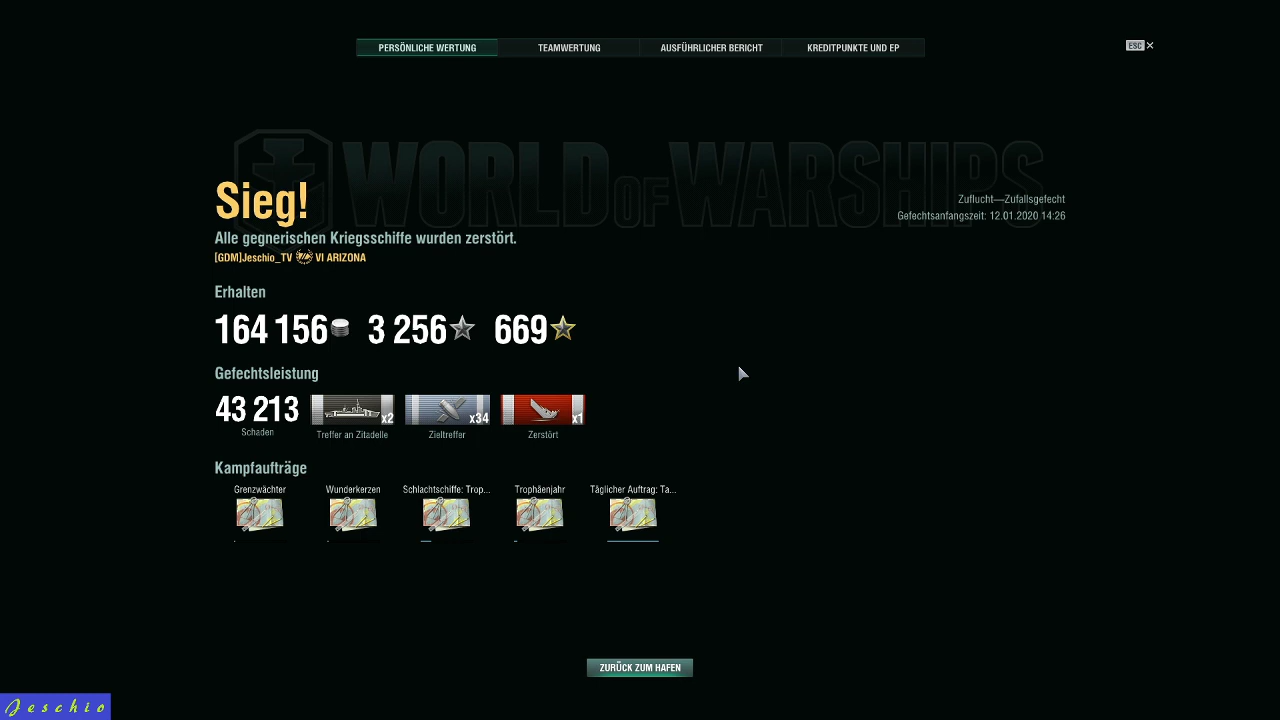 PERSÖNLICHE WERTUNG TEAMWERTUNG AUSFÜHRLICHER BERICHT KREDITPUNKTE UND EP ESC
WORLD OF WARSHIPS
Sieg!
Zuflucht—Zufallsgefecht
Gefechtsanfangszeit: 12.01.2020 14:26
Alle gegnerischen Kriegsschiffe wurden zerstört.
[GDM]Jeschio_TV VI ARIZONA
Erhalten
164 156 3 256 669
Gefechtsleistung
43 213 x2 x34 x1
Schaden Treffer an Zitadelle Zieltreffer Zerstört
Kampfaufträge
Grenzwächter Wunderkerzen Schlachtschiffe: Trop... Trophäenjahr Täglicher Auftrag: Ta...
ZURÜCK ZUM HAFEN
Jeschio